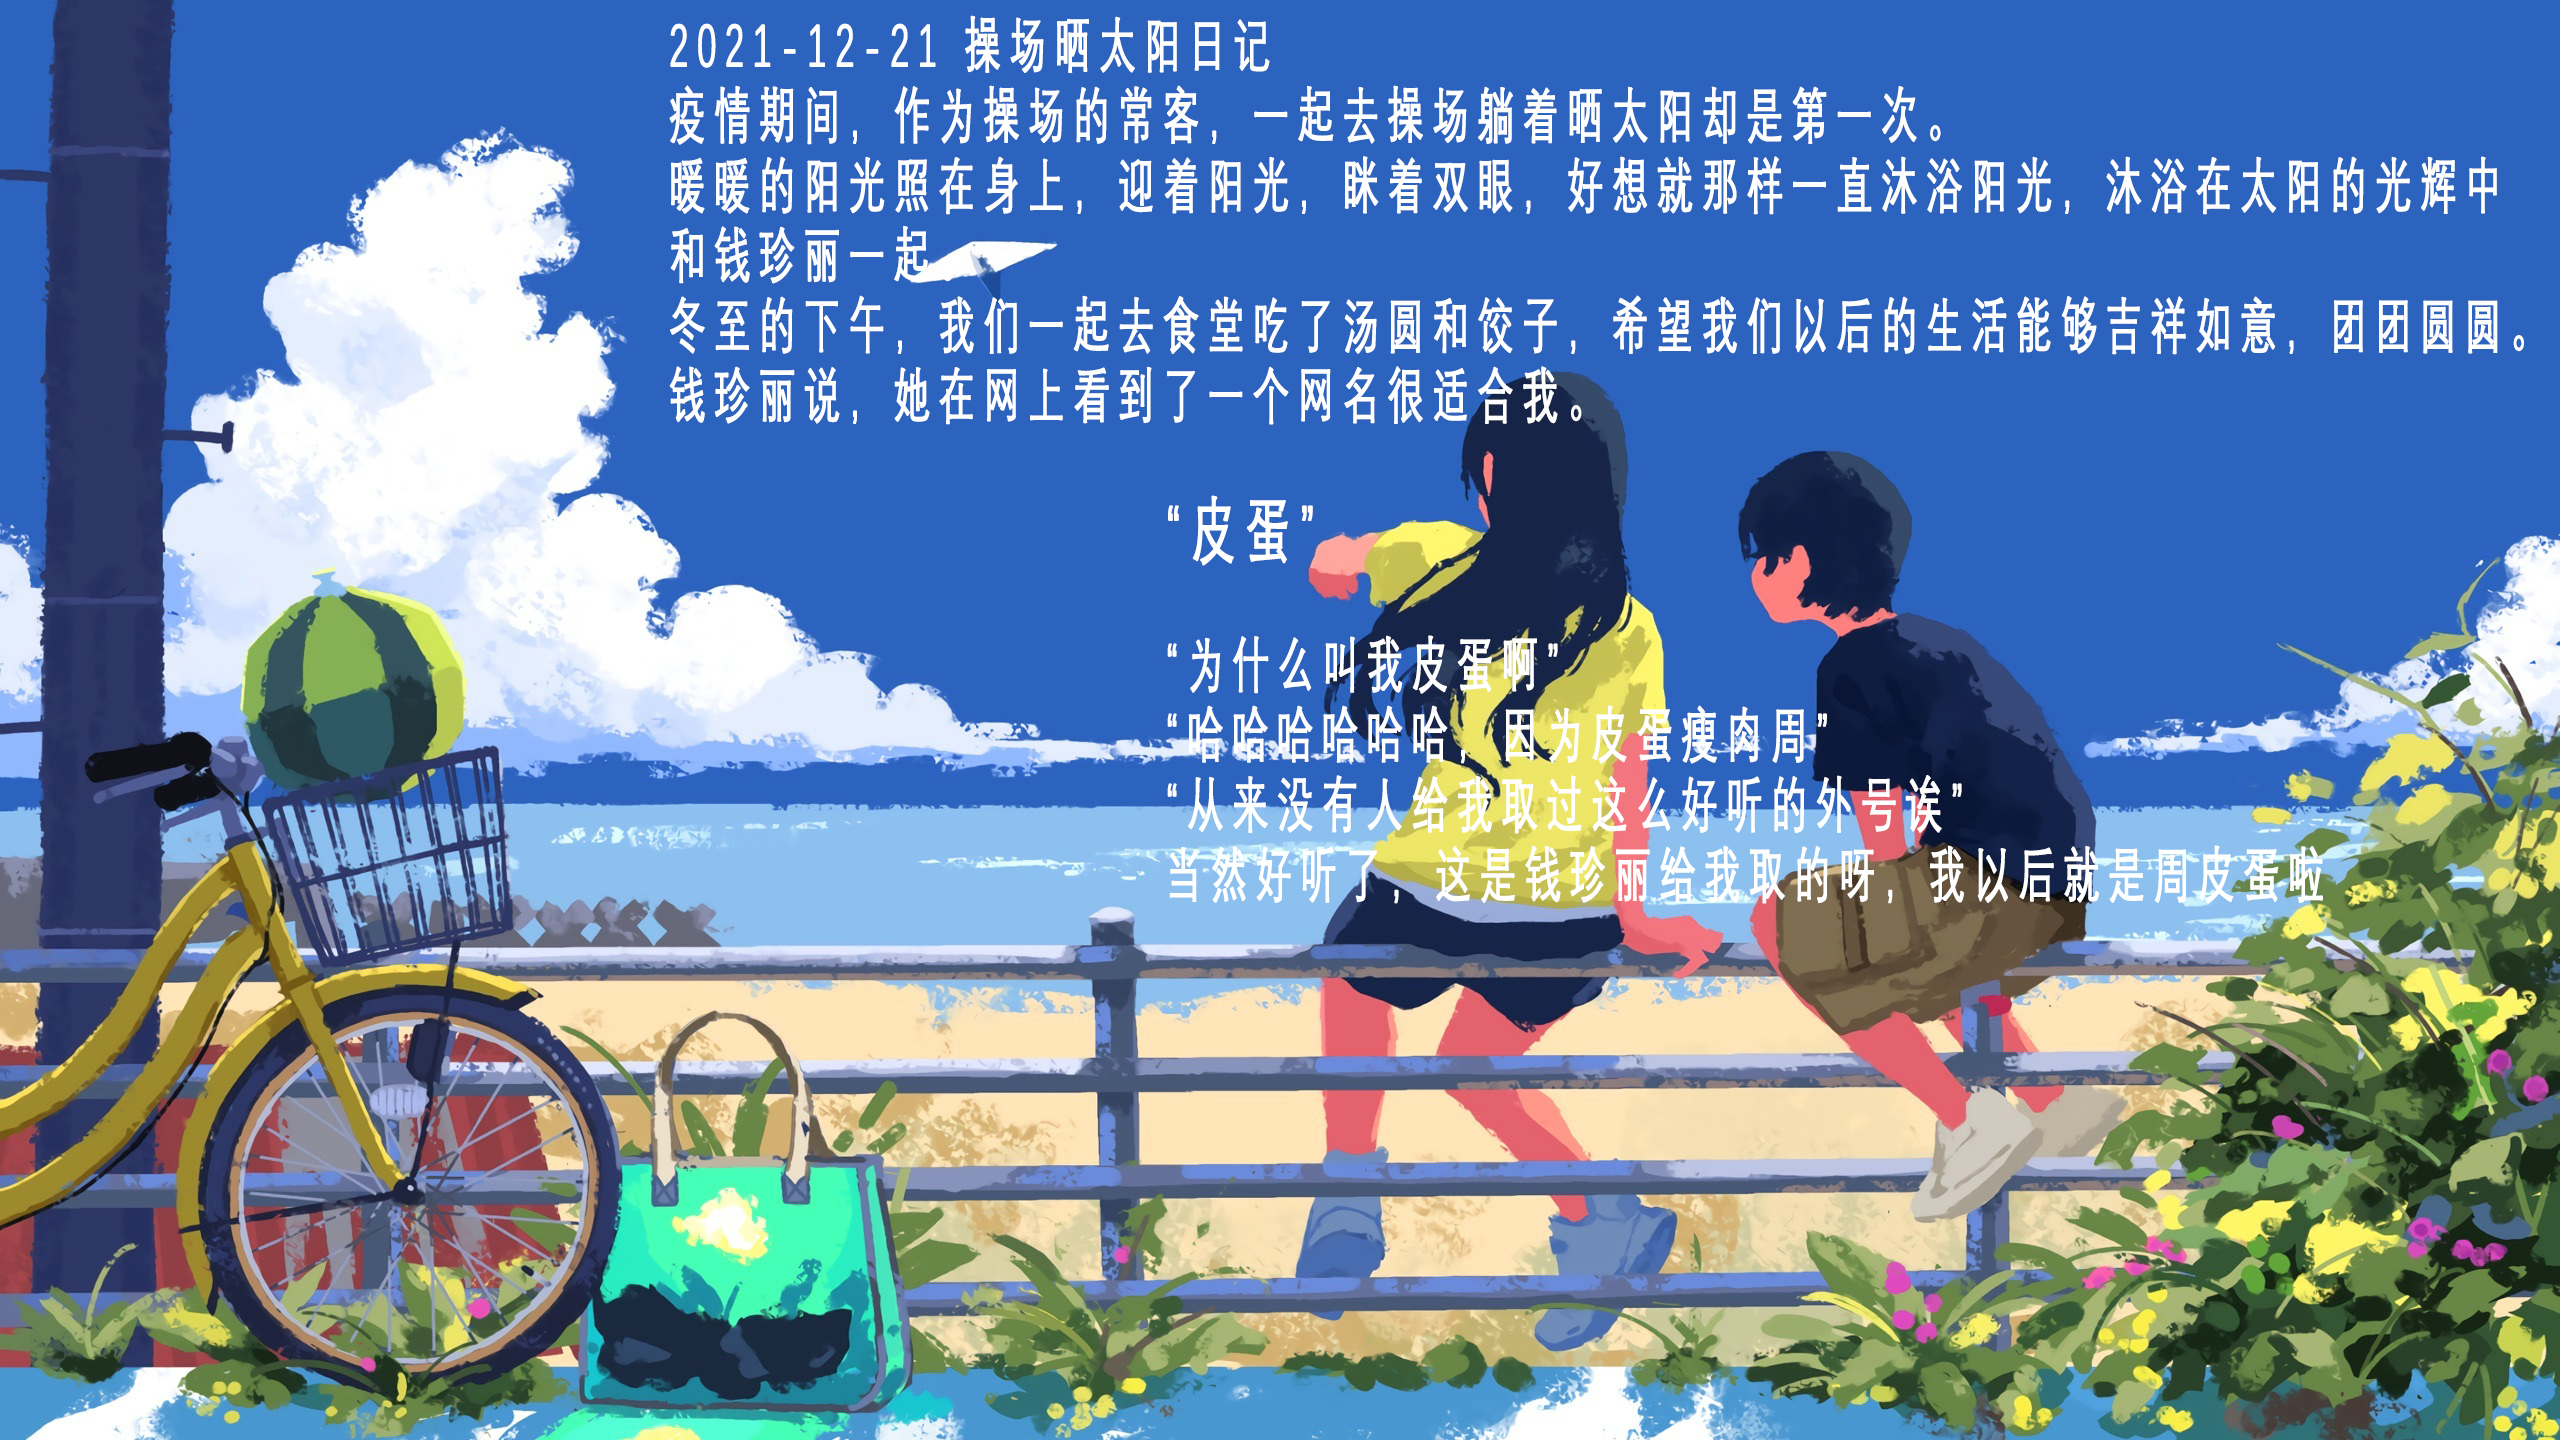 2021-12-21 操场晒太阳日记
疫情期间，作为操场的常客，一起去操场躺着晒太阳却是第一次。
暖暖的阳光照在身上，迎着阳光，眯着双眼，好想就那样一直沐浴阳光，沐浴在太阳的光辉中
和钱珍丽一起。
冬至的下午，我们一起去食堂吃了汤圆和饺子，希望我们以后的生活能够吉祥如意，团团圆圆。
钱珍丽说，她在网上看到了一个网名很适合我。
“皮蛋”
“为什么叫我皮蛋啊”
“哈哈哈哈哈哈，因为皮蛋瘦肉周”
“从来没有人给我取过这么好听的外号诶”
当然好听了，这是钱珍丽给我取的呀，我以后就是周皮蛋啦